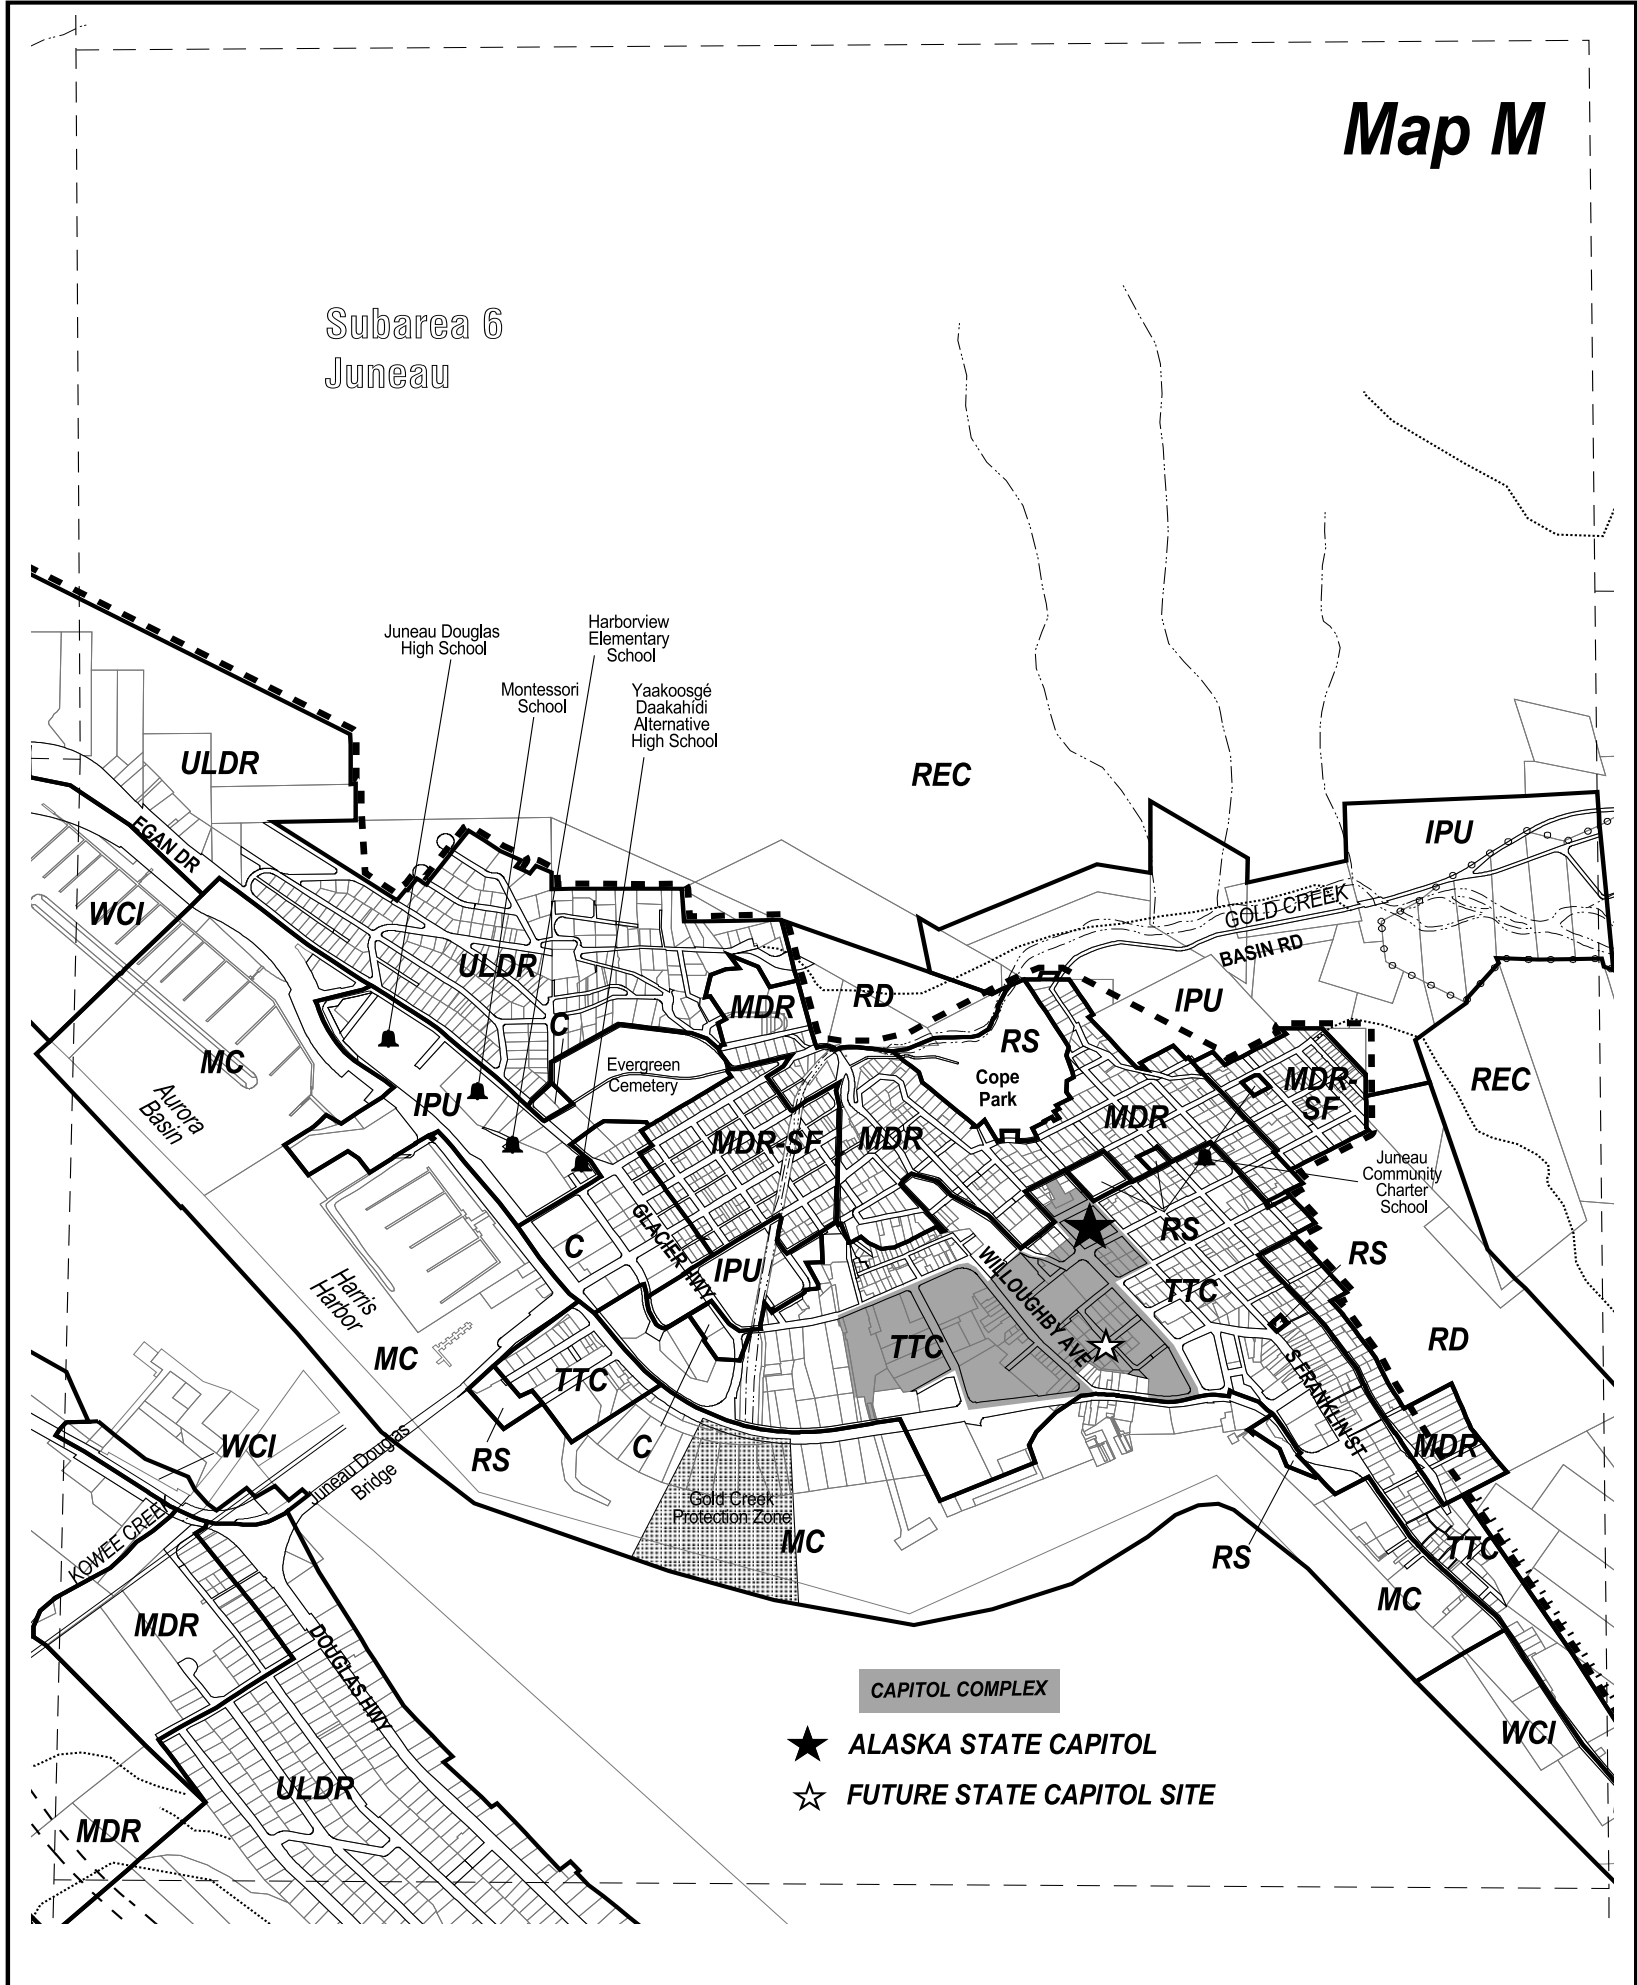 Map M
Subarea 6
Juneau
Juneau Douglas
High School
Harborview
Elementary
School
Montessori
School
Yaakoosgé
Daakahídi
Alternative
High School
ULDR
REC
IPU
EGAN DR
WCI
GOLD CREEK
BASIN RD
ULDR
MDR
RD
IPU
C
RS
MC
Evergreen
Cemetery
Cope
Park
MDR-
SF
REC
Aurora
Basin
IPU
MDR-SF
MDR
MDR
Juneau
Community
Charter
School
GLACIER HWY
C
RS
RS
IPU
WILLOUGHBY AVE
TTC
Harris
Harbor
MC
TTC
TTC
RD
S FRANKLIN ST
WCI
Juneau Douglas
Bridge
RS
C
MDR
Gold Creek
Protection Zone
MC
KOWEE CREEK
RS
TTC
MC
MDR
DOUGLAS HWY
CAPITOL COMPLEX
ALASKA STATE CAPITOL
FUTURE STATE CAPITOL SITE
WCI
ULDR
MDR